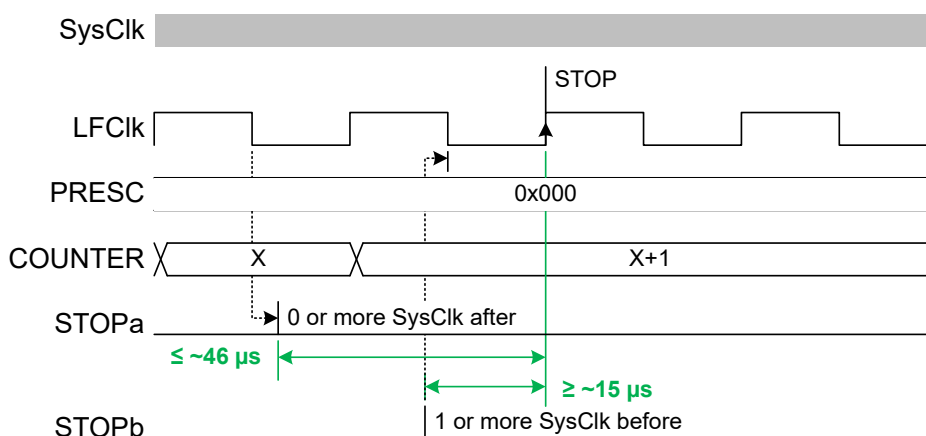 SysClk
STOP
LFClk
PRESC
0x000
COUNTER
X
X+1
STOPa
0 or more SysClk after
≤ ~46 µs
≥ ~15 µs
STOPb
1 or more SysClk before